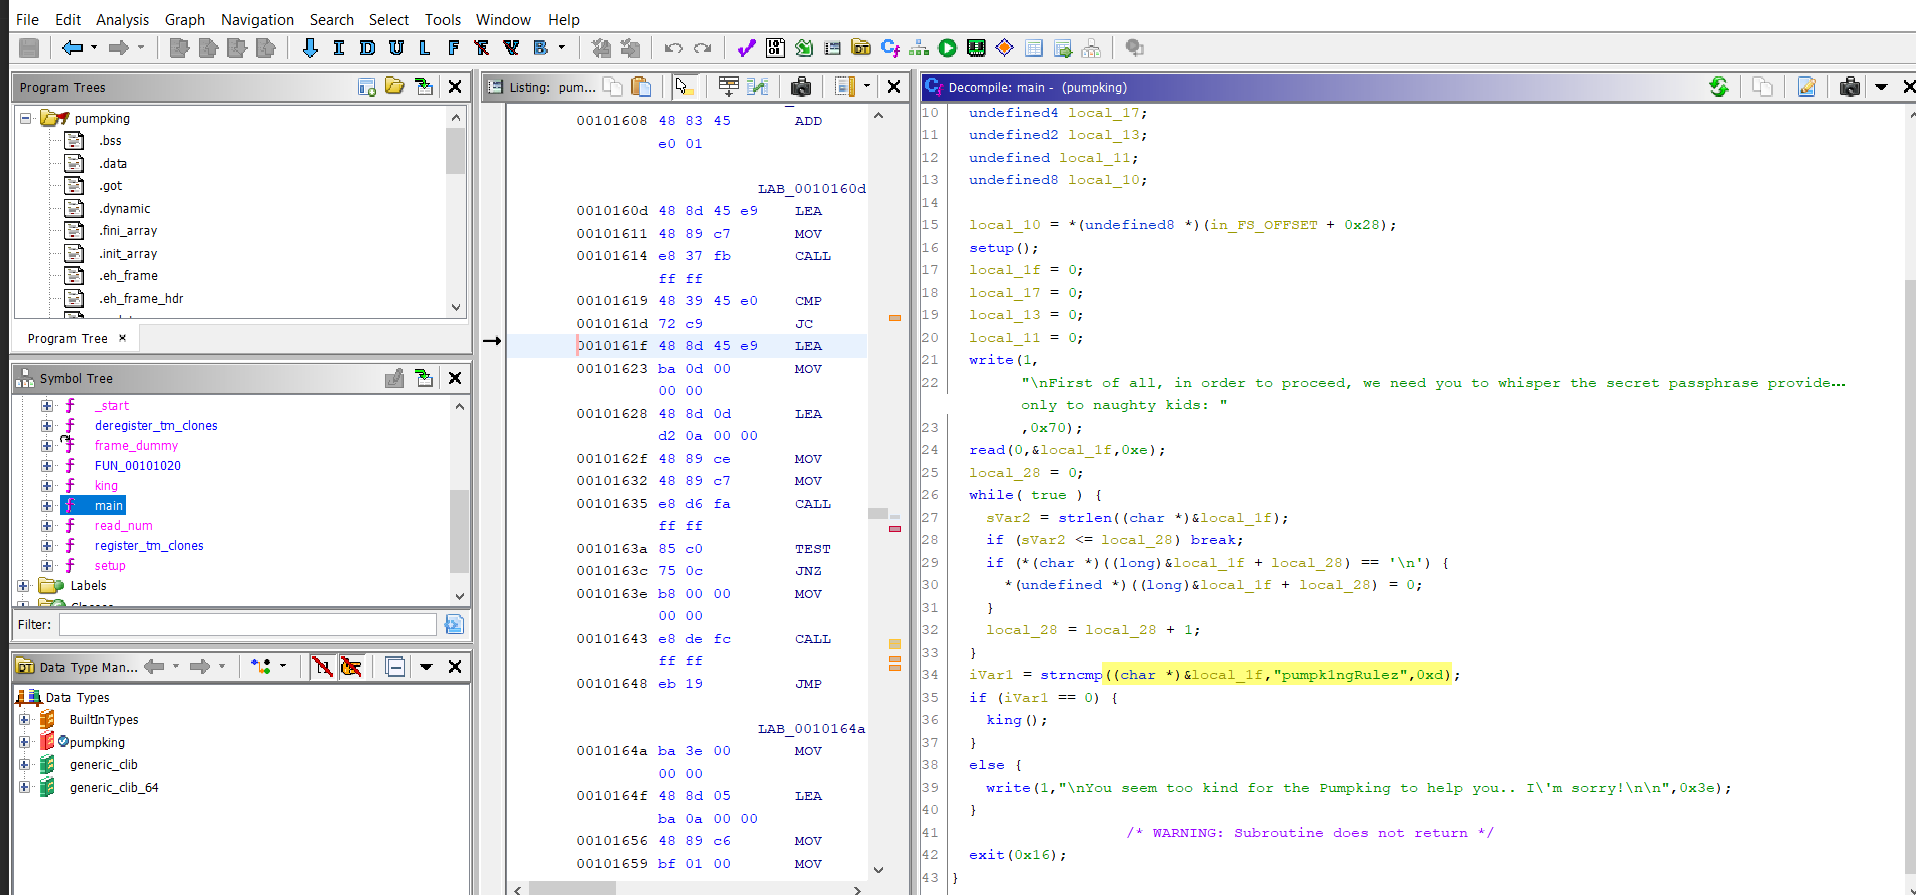 File Edit Analysis Graph Navigation Search Select Tools Window Help
I D U L F B
Program Trees
pumpking
.bss
.data
.got
.dynamic
.fini_array
.init_array
.eh_frame
.eh_frame_hdr
Program Tree ×
Symbol Tree
_start
deregister_tm_clones
frame_dummy
FUN_00101020
king
main
read_num
register_tm_clones
setup
Labels
Filter:
Data Type Man...
Data Types
BuiltInTypes
pumpking
generic_clib
generic_clib_64
Listing: pum...
00101608 48 83 45 ADD
e0 01
LAB_0010160d
0010160d 48 8d 45 e9 LEA
00101611 48 89 c7 MOV
00101614 e8 37 fb CALL
ff ff
00101619 48 39 45 e0 CMP
0010161d 72 c9 JC
0010161f 48 8d 45 e9 LEA
00101623 ba 0d 00 MOV
00 00
00101628 48 8d 0d LEA
d2 0a 00 00
0010162f 48 89 ce MOV
00101632 48 89 c7 MOV
00101635 e8 d6 fa CALL
ff ff
0010163a 85 c0 TEST
0010163c 75 0c JNZ
0010163e b8 00 00 MOV
00 00
00101643 e8 de fc CALL
ff ff
00101648 eb 19 JMP
LAB_0010164a
0010164a ba 3e 00 MOV
00 00
0010164f 48 8d 05 LEA
ba 0a 00 00
00101656 48 89 c6 MOV
00101659 bf 01 00 MOV
Decompile: main - (pumpking)
10 undefined4 local_17;
11 undefined2 local_13;
12 undefined local_11;
13 undefined8 local_10;
14
15 local_10 = *(undefined8 *)(in_FS_OFFSET + 0x28);
16 setup();
17 local_1f = 0;
18 local_17 = 0;
19 local_13 = 0;
20 local_11 = 0;
21 write(1,
22 "\nFirst of all, in order to proceed, we need you to whisper the secret passphrase provide...
only to naughty kids: "
23 ,0x70);
24 read(0,&local_1f,0xe);
25 local_28 = 0;
26 while( true ) {
27 sVar2 = strlen((char *)&local_1f);
28 if (sVar2 <= local_28) break;
29 if (*(char *)((long)&local_1f + local_28) == '\n') {
30 *(undefined *)((long)&local_1f + local_28) = 0;
31 }
32 local_28 = local_28 + 1;
33 }
34 iVar1 = strncmp((char *)&local_1f,"pumpk1ngRulez",0xd);
35 if (iVar1 == 0) {
36 king();
37 }
38 else {
39 write(1,"\nYou seem too kind for the Pumpking to help you.. I\'m sorry!\n\n",0x3e);
40 }
41 /* WARNING: Subroutine does not return */
42 exit(0x16);
43 }